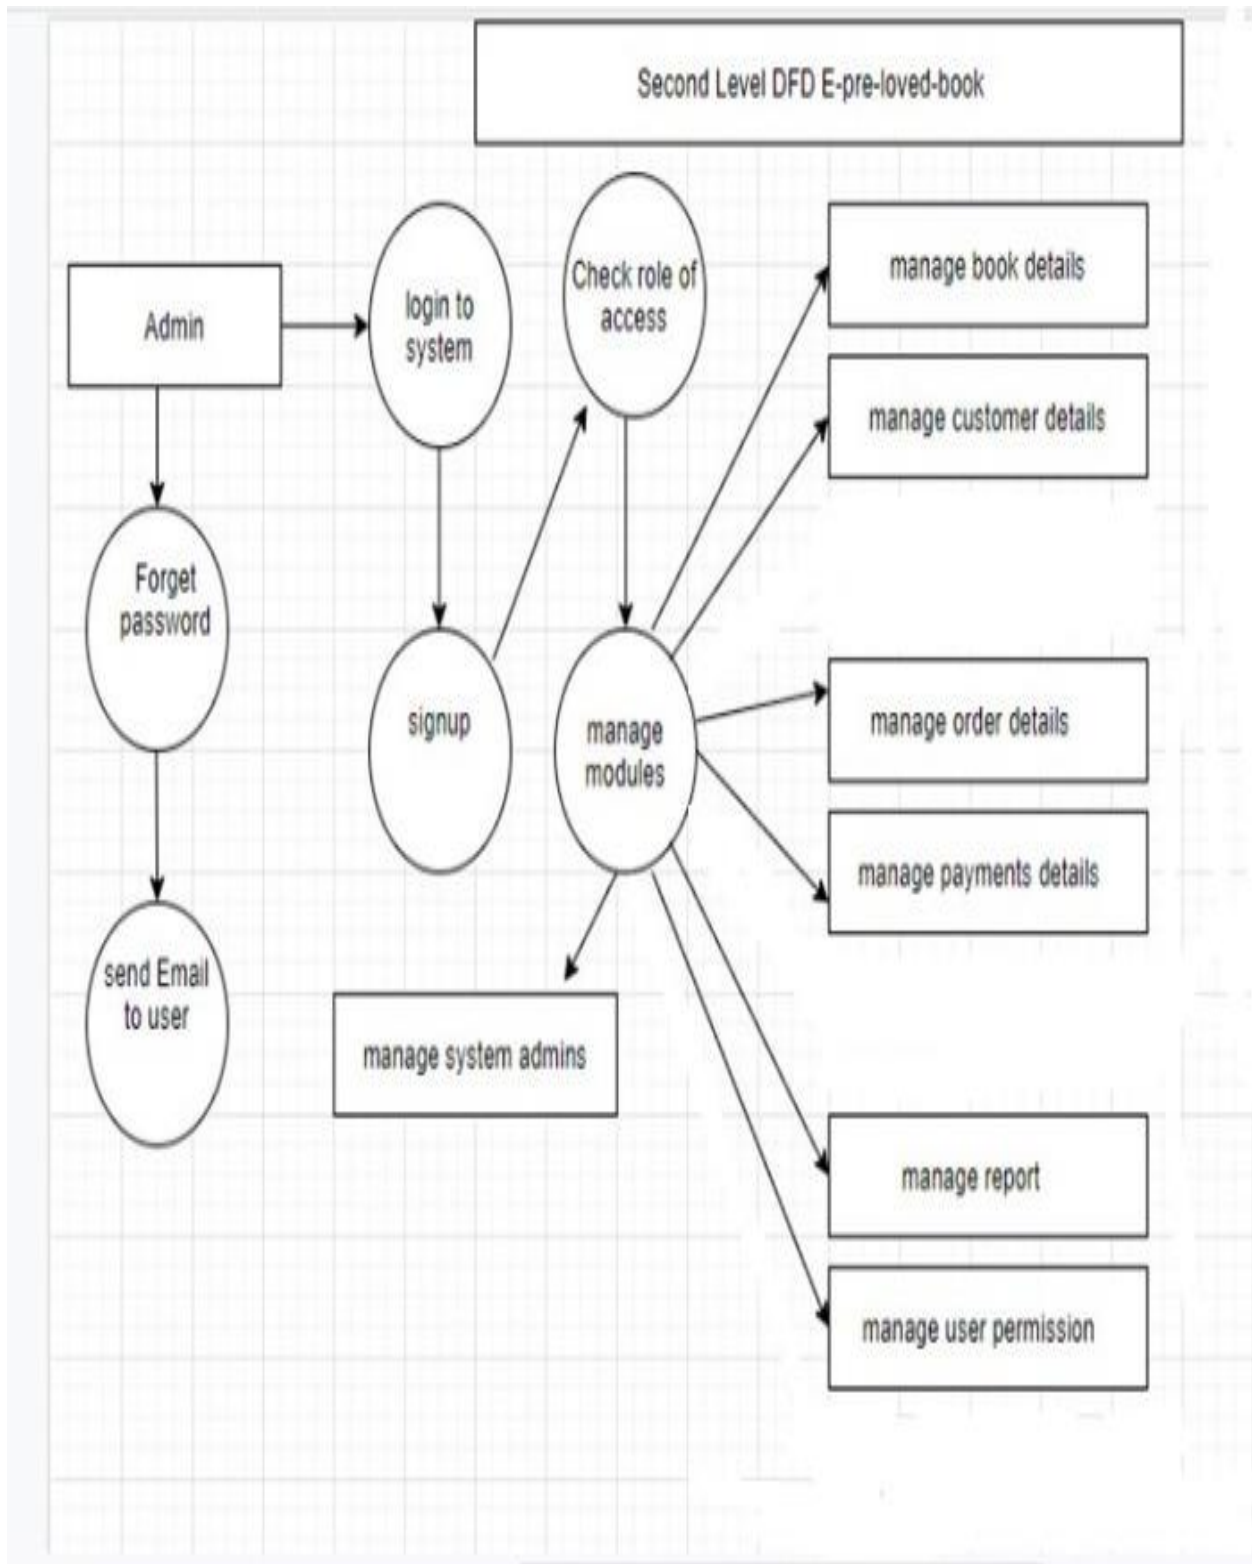 Second Level DFD E-pre-loved-book
Check role of
access
manage book details
login to
system
Admin
manage customer details
Forget
password
signup
manage
modules
manage order details
manage payments details
send Email
to user
manage system admins
manage report
manage user permission